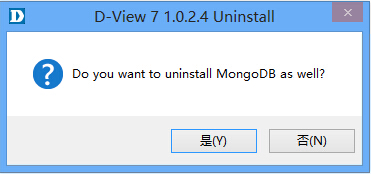 D-View 7 1.0.2.4 Uninstall
Do you want to uninstall MongoDB as well?
是(Y)
否(N)